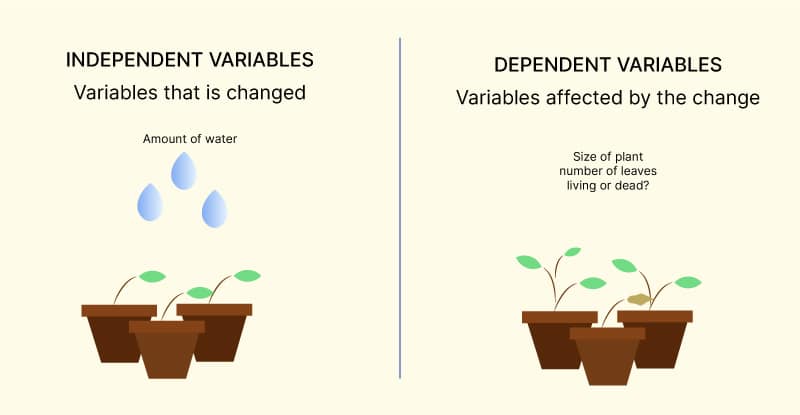 INDEPENDENT VARIABLES
Variables that is changed
Amount of water
DEPENDENT VARIABLES
Variables affected by the change
Size of plant
number of leaves
living or dead?